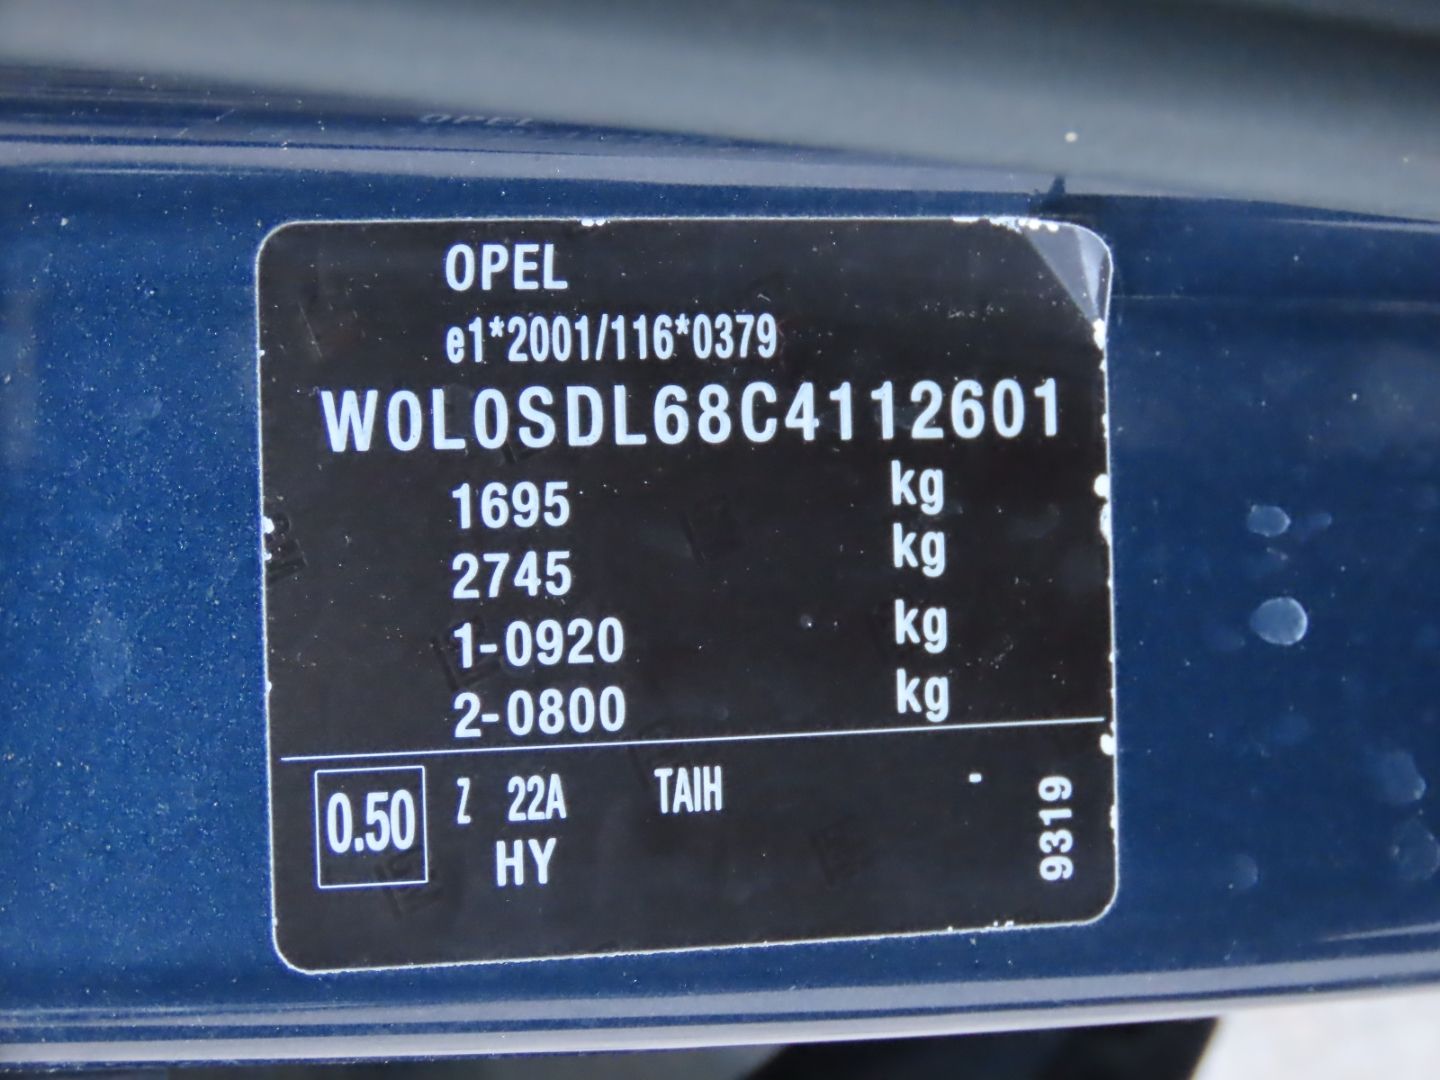 OPEL
e1*2001/116*0379
W0L0SDL68C4112601
1695 kg
2745 kg
1-0920 kg
2-0800 kg
0.50 Z 22A TAIH -
HY
9319